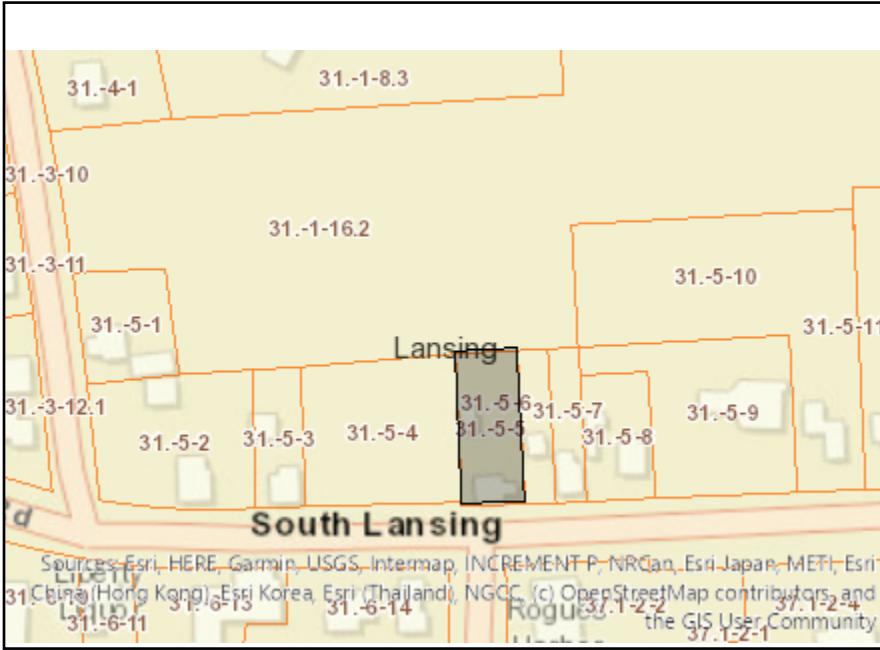 31.-4-1
31.-1-8.3
31.-3-10
31.-1-16.2
31.-3-11
31.-5-10
31.-5-1
31.-5-11
Lansing
31.-3-12.1
31.-5-6
31.-5-7
31.-5-9
31.-5-2
31.-5-3
31.-5-4
31.-5-5
31.-5-8
Rd
South Lansing
Sources: Esri, HERE, Garmin, USGS, Intermap, INCREMENT P, NRCan, Esri Japan, METI, Esri
China (Hong Kong), Esri Korea, Esri (Thailand), NGCC, (c) OpenStreetMap contributors, and
the GIS User Community
Liberty
31.-6-13
31.-6-14
37.1-2-2
37.1-2-4
31.-6-11
37.1-2-1
Rogues
Harbor